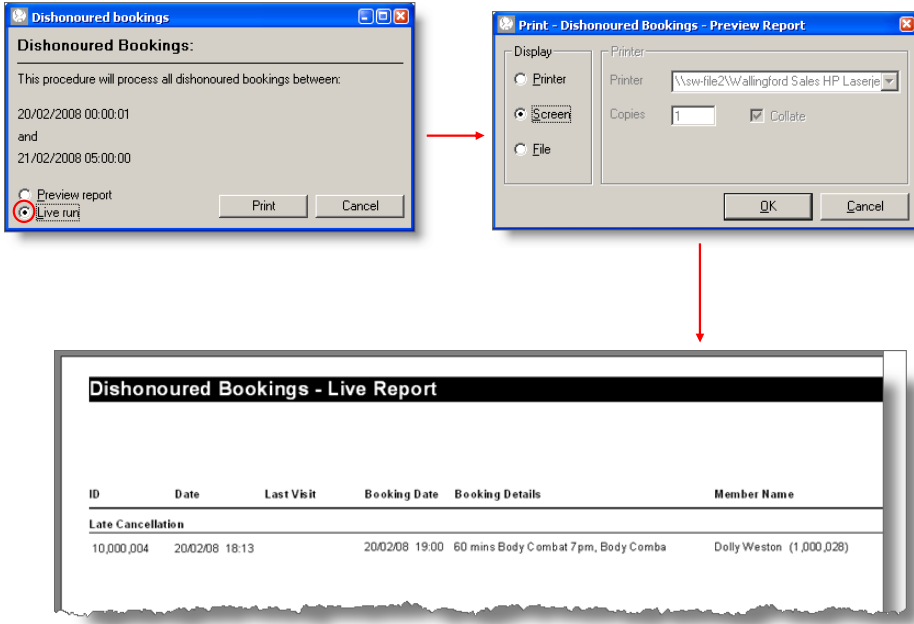 Dishonoured bookings
Dishonoured Bookings:
This procedure will process all dishonoured bookings between:
20/02/2008 00:00:01
and
21/02/2008 05:00:00
Preview report
Live run
Print
Cancel
Print - Dishonoured Bookings - Preview Report
Display
Printer
Screen
File
Printer
Printer
\\sw-file2\Wallingford Sales HP Laserje
Copies
1
Collate
OK
Cancel
Dishonoured Bookings - Live Report
ID Date Last Visit Booking Date Booking Details Member Name
Late Cancellation
10,000,004 20/02/08 18:13 20/02/08 19:00 60 mins Body Combat 7pm, Body Comba Dolly Weston (1,000,028)